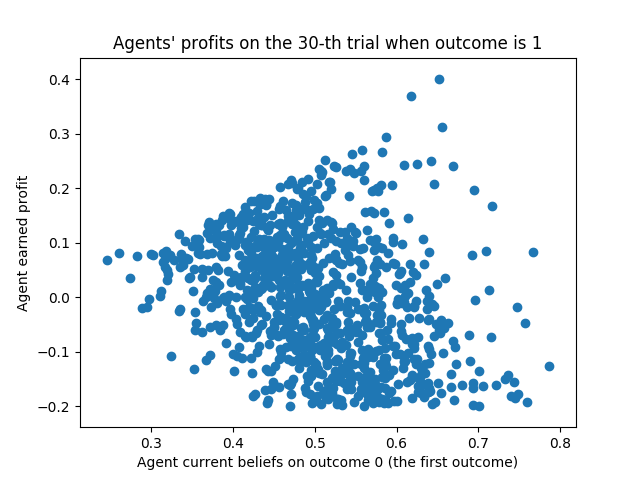 Agents' profits on the 30-th trial when outcome is 1
Agent earned profit
0.4
0.3
0.2
0.1
0.0
−0.1
−0.2
0.3 0.4 0.5 0.6 0.7 0.8
Agent current beliefs on outcome 0 (the first outcome)